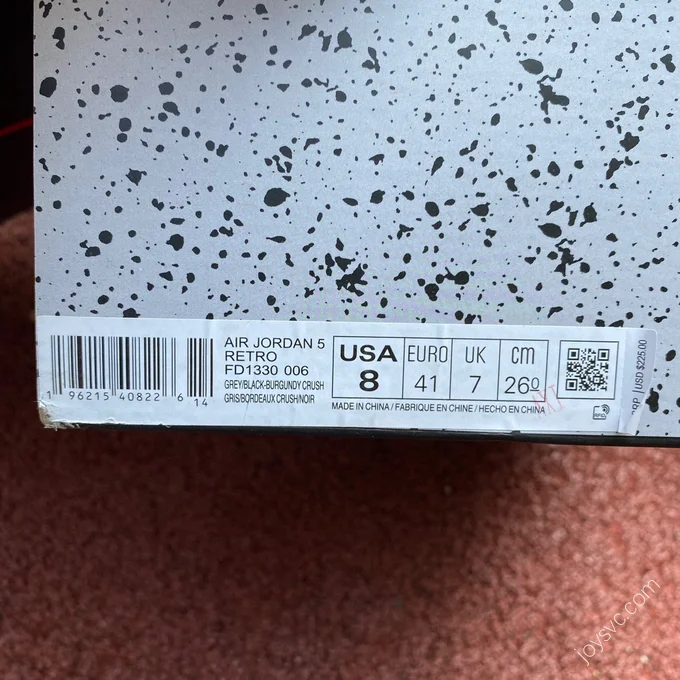 AIR JORDAN 5
RETRO
FD1330 006
GREY/BLACK-BURGUNDY CRUSH
GRIS/BORDEAUX CRUSH/NOIR
1 96215 40822 6 14
USA
8
EURO
41
UK
7
cm
26⁰
MADE IN CHINA / FABRIQUE EN CHINE / HECHO EN CHINA
RFID
USD $225.00
joysvc.com